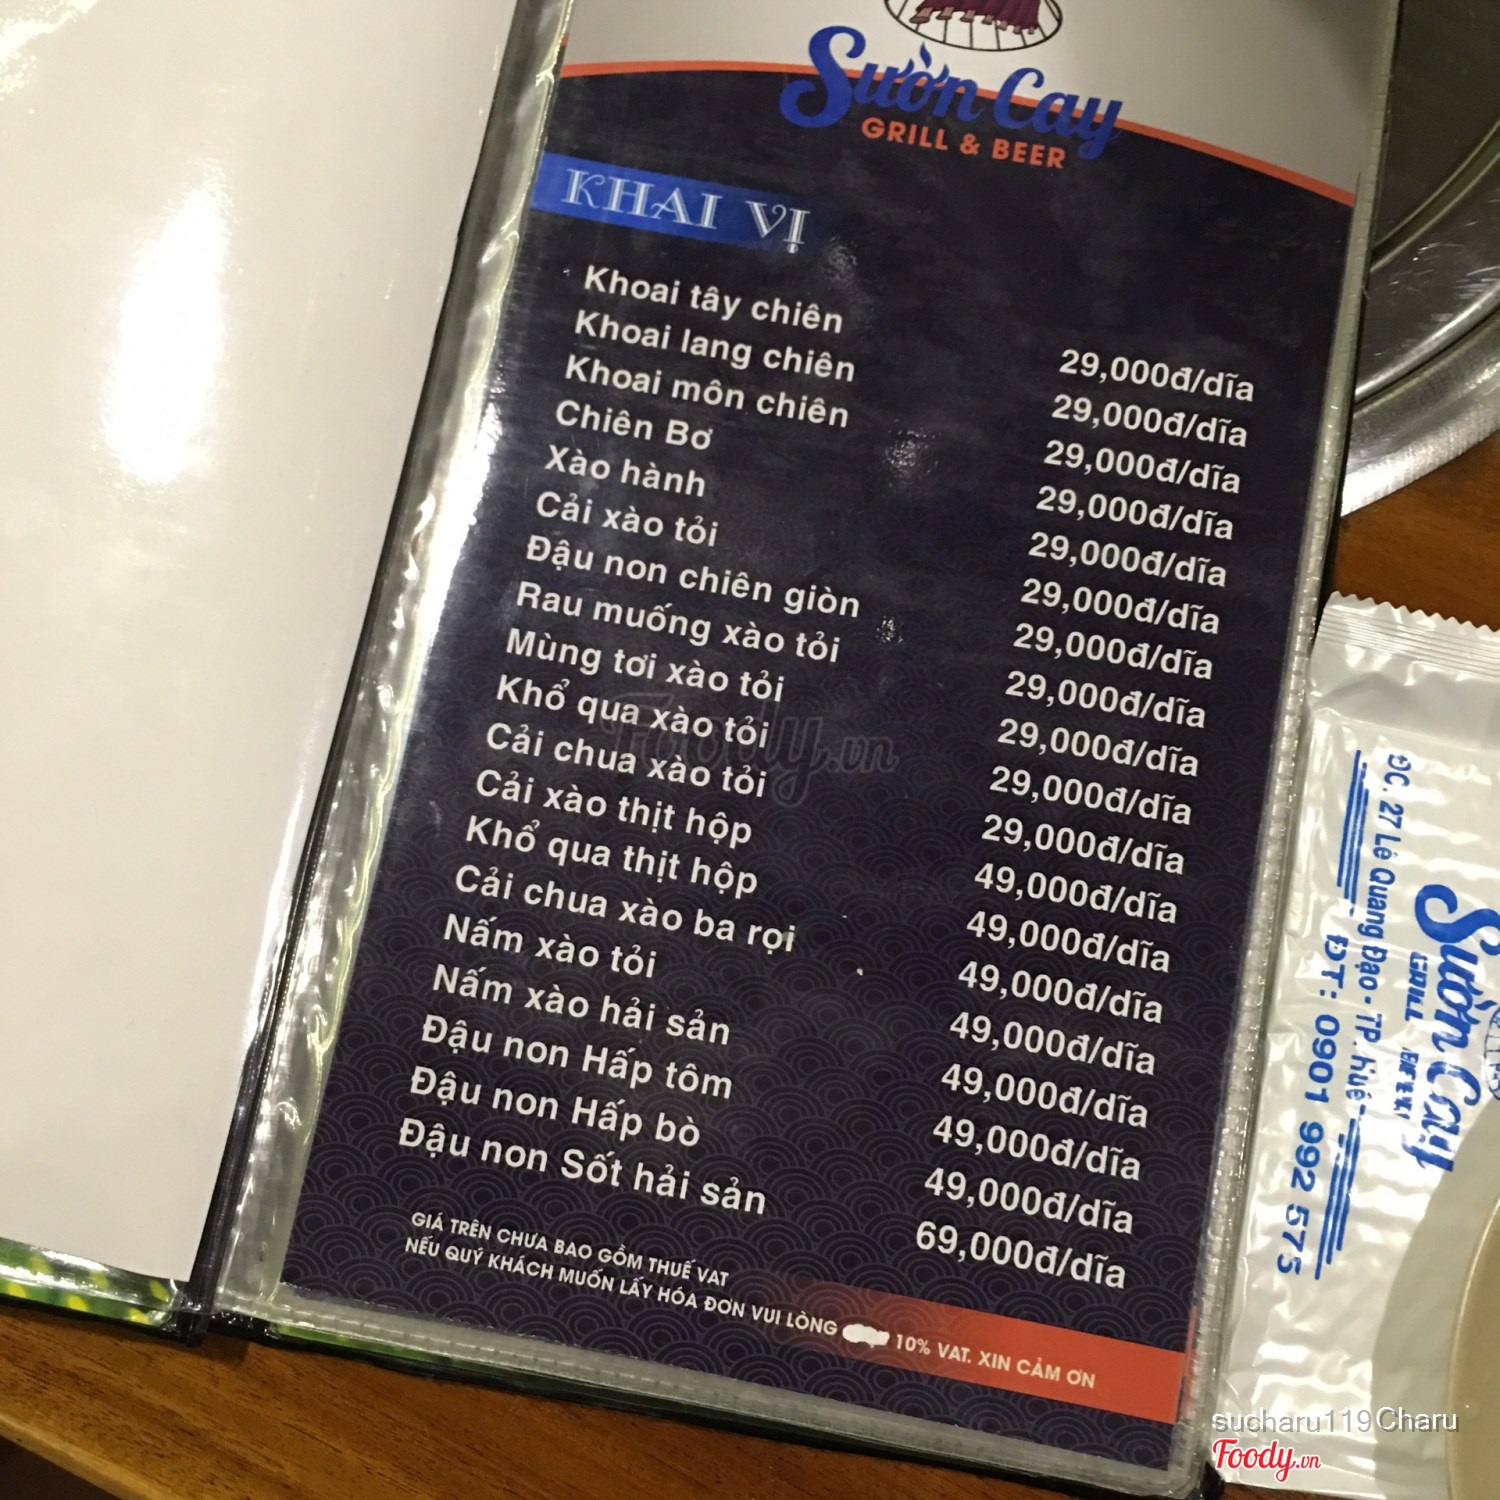 Sườn Cay
GRILL & BEER
KHAI VỊ
Khoai tây chiên 29,000đ/dĩa
Khoai lang chiên 29,000đ/dĩa
Khoai môn chiên 29,000đ/dĩa
Chiên Bơ 29,000đ/dĩa
Xào hành 29,000đ/dĩa
Cải xào tỏi 29,000đ/dĩa
Đậu non chiên giòn 29,000đ/dĩa
Rau muống xào tỏi 29,000đ/dĩa
Mùng tơi xào tỏi 29,000đ/dĩa
Khổ qua xào tỏi 29,000đ/dĩa
Cải chua xào tỏi 29,000đ/dĩa
Cải xào thịt hộp 49,000đ/dĩa
Khổ qua thịt hộp 49,000đ/dĩa
Cải chua xào ba rọi 49,000đ/dĩa
Nấm xào tỏi 49,000đ/dĩa
Nấm xào hải sản 49,000đ/dĩa
Đậu non Hấp tôm 49,000đ/dĩa
Đậu non Hấp bò 49,000đ/dĩa
Đậu non Sốt hải sản 69,000đ/dĩa
GIÁ TRÊN CHƯA BAO GỒM THUẾ VAT
NẾU QUÝ KHÁCH MUỐN LẤY HÓA ĐƠN VUI LÒNG 10% VAT. XIN CẢM ƠN
Foody.vn
Sườn Cay
GRILL BEER
ĐC. 27 Lê Quang Đạo - TP. Huế
ĐT: 0901 992 575
sucharu119Charu
Foody.vn